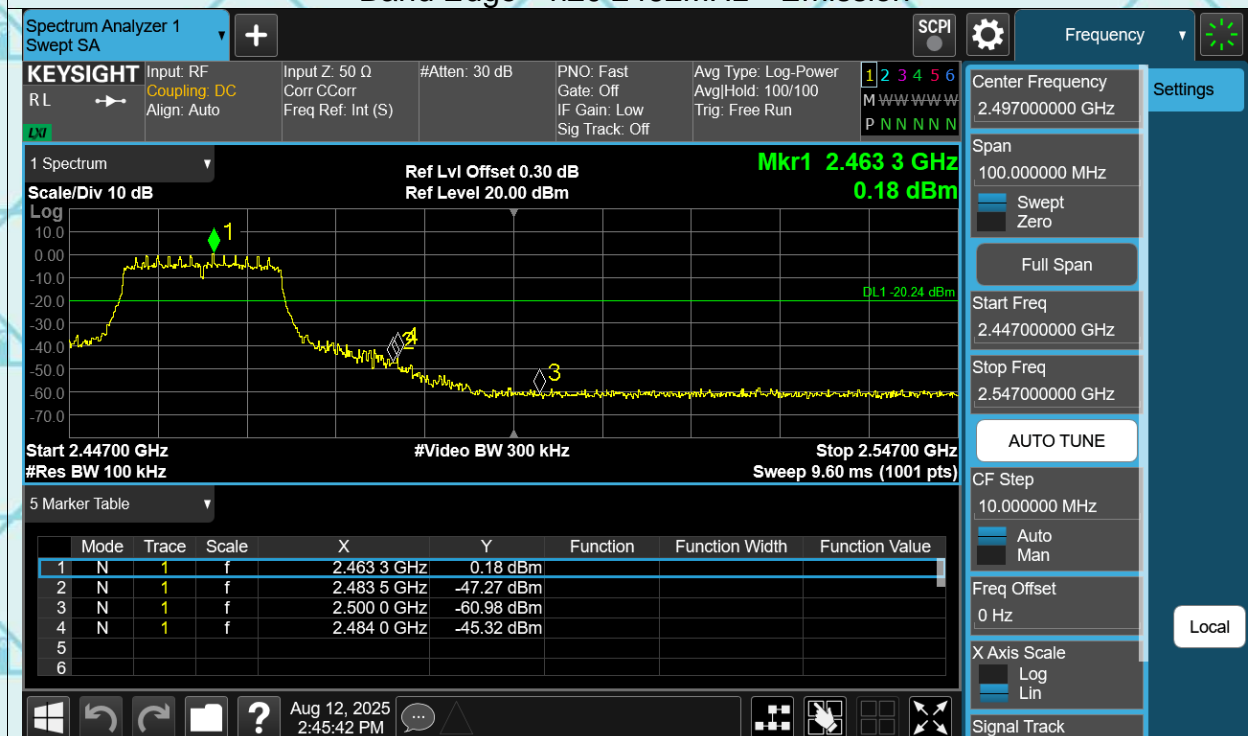 Spectrum Analyzer 1
Swept SA
SCPI
Frequency
KEYSIGHT
RL
LXI
Input: RF
Coupling: DC
Align: Auto
Input Z: 50 Ω
Corr CCorr
Freq Ref: Int (S)
#Atten: 30 dB
PNO: Fast
Gate: Off
IF Gain: Low
Sig Track: Off
Avg Type: Log-Power
Avg|Hold: 100/100
Trig: Free Run
1 2 3 4 5 6
M W W W W W
P N N N N N
1 Spectrum
Scale/Div 10 dB
Ref Lvl Offset 0.30 dB
Ref Level 20.00 dBm
Mkr1 2.463 3 GHz
0.18 dBm
Log
10.0
0.00
-10.0
-20.0
-30.0
-40.0
-50.0
-60.0
-70.0
1
DL1 -20.24 dBm
4
3
Start 2.44700 GHz
#Video BW 300 kHz
Stop 2.54700 GHz
#Res BW 100 kHz
Sweep 9.60 ms (1001 pts)
5 Marker Table
Mode Trace Scale X Y Function Function Width Function Value
1 N 1 f 2.463 3 GHz 0.18 dBm
2 N 1 f 2.483 5 GHz -47.27 dBm
3 N 1 f 2.500 0 GHz -60.98 dBm
4 N 1 f 2.484 0 GHz -45.32 dBm
5
6
Aug 12, 2025
2:45:42 PM
Center Frequency
2.497000000 GHz
Settings
Span
100.000000 MHz
Swept
Zero
Full Span
Start Freq
2.447000000 GHz
Stop Freq
2.547000000 GHz
AUTO TUNE
CF Step
10.000000 MHz
Auto
Man
Freq Offset
0 Hz
Local
X Axis Scale
Log
Lin
Signal Track